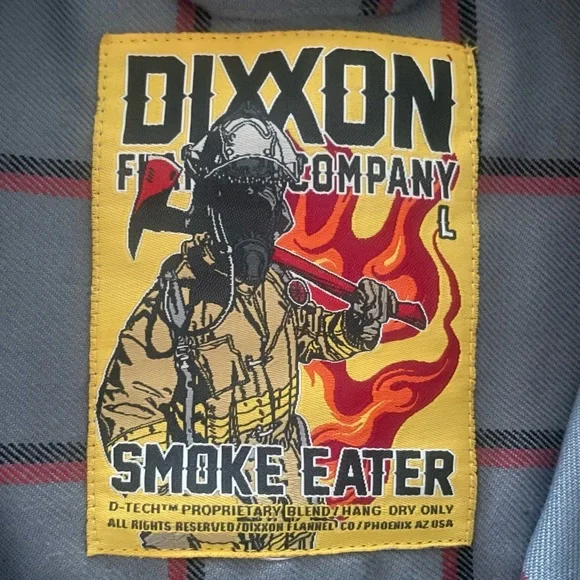 DIXXON
COMPANY
L
SMOKE EATER
D-TECH™ PROPRIETARY BLEND/HANG DRY ONLY
ALL RIGHTS RESERVED/DIXXON FLANNEL CO/PHOENIX AZ USA